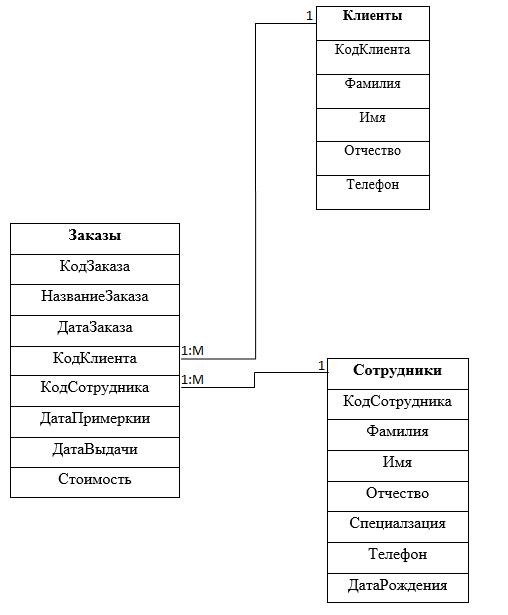 1
Клиенты
КодКлиента
Фамилия
Имя
Отчество
Телефон
Заказы
КодЗаказа
НазваниеЗаказа
ДатаЗаказа
КодКлиента
1:М
КодСотрудника
1:М
ДатаПримеркии
ДатаВыдачи
Стоимость
1
Сотрудники
КодСотрудника
Фамилия
Имя
Отчество
Специалзация
Телефон
ДатаРождения